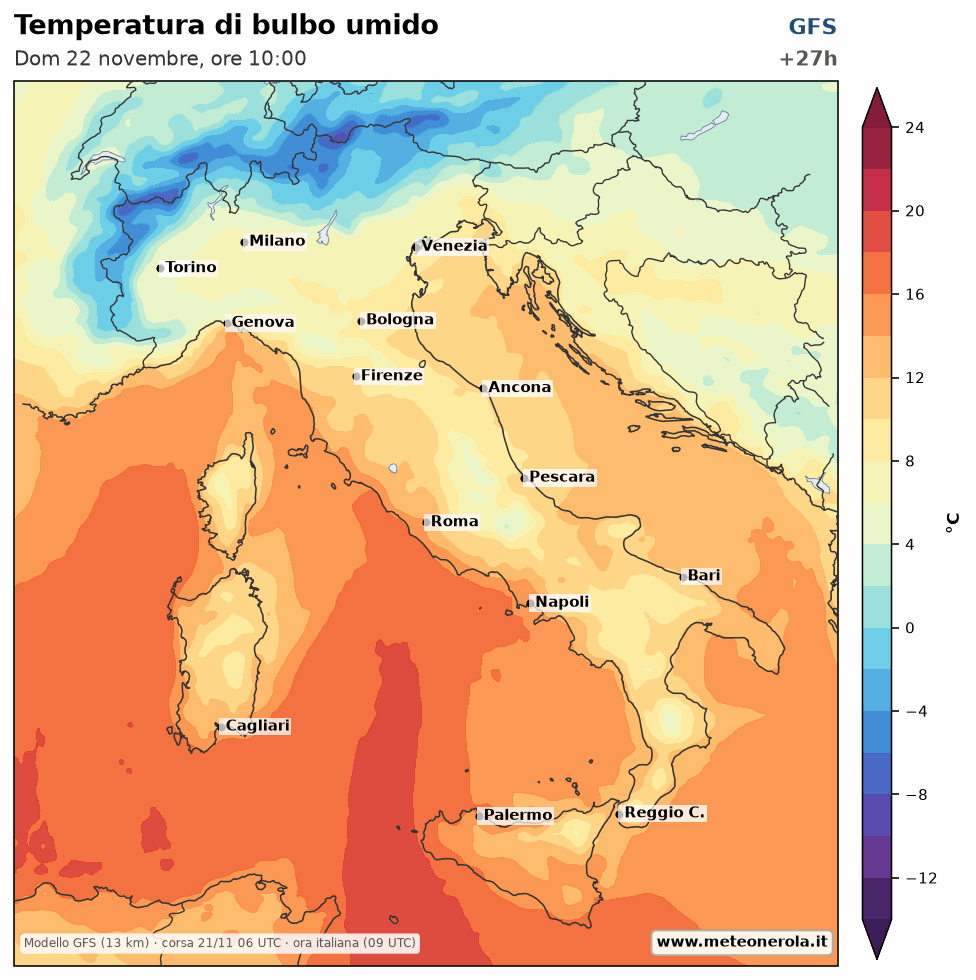 Temperatura di bulbo umido
GFS
Dom 22 novembre, ore 10:00
+27h
24
20
16
12
8
4
0
−4
−8
−12
°C
Milano
Venezia
Torino
Genova
Bologna
Firenze
Ancona
Pescara
Roma
Bari
Napoli
Cagliari
Palermo
Reggio C.
Modello GFS (13 km) · corsa 21/11 06 UTC · ora italiana (09 UTC)
www.meteonerola.it